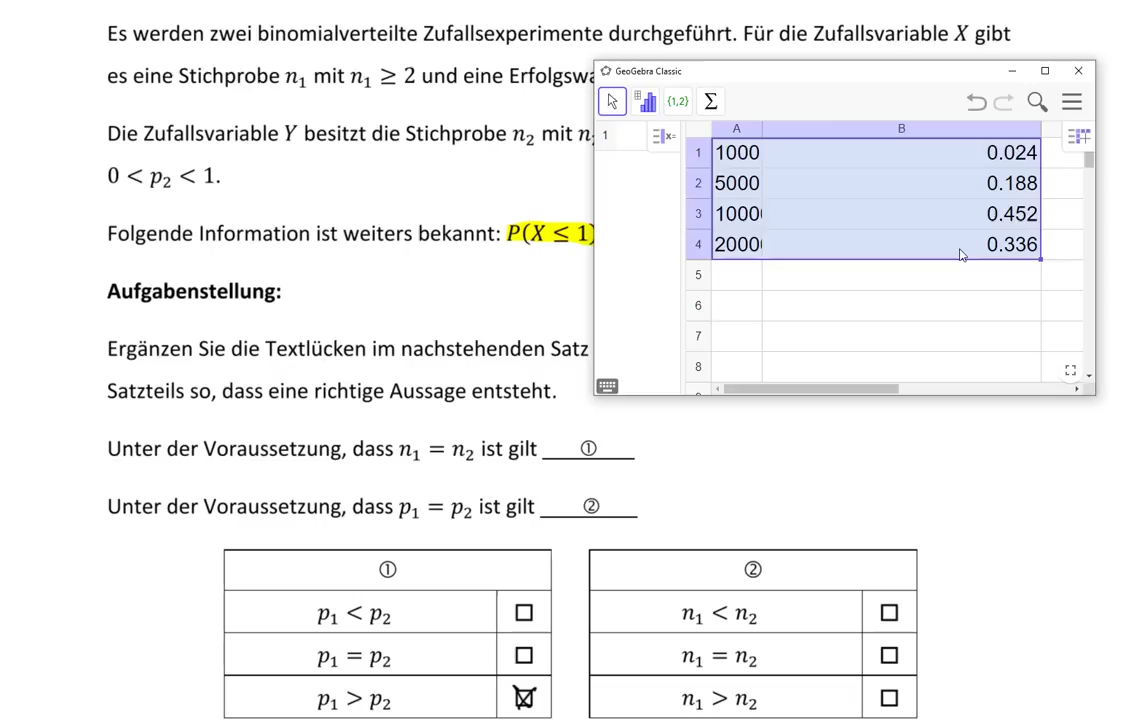 Es werden zwei binomialverteilte Zufallsexperimente durchgeführt. Für die Zufallsvariable X gibt
es eine Stichprobe n₁ mit n₁ ≥ 2 und eine
Die Zufallsvariable Y besitzt die Stichprobe n₂ mit
0 < p₂ < 1.
Folgende Information ist weiters bekannt: P(X ≤ 1)
Aufgabenstellung:
Ergänzen Sie die Textlücken im nachstehenden Satz
Satzteils so, dass eine richtige Aussage entsteht.
Unter der Voraussetzung, dass n₁ = n₂ ist gilt ①
Unter der Voraussetzung, dass p₁ = p₂ ist gilt ②
① ②
p₁ < p₂ n₁ < n₂
p₁ = p₂ n₁ = n₂
p₁ > p₂ n₁ > n₂
GeoGebra Classic
{1,2} Σ
1 x=
A B
1 1000 0.024
2 5000 0.188
3 1000 0.452
4 2000 0.336
5
6
7
8